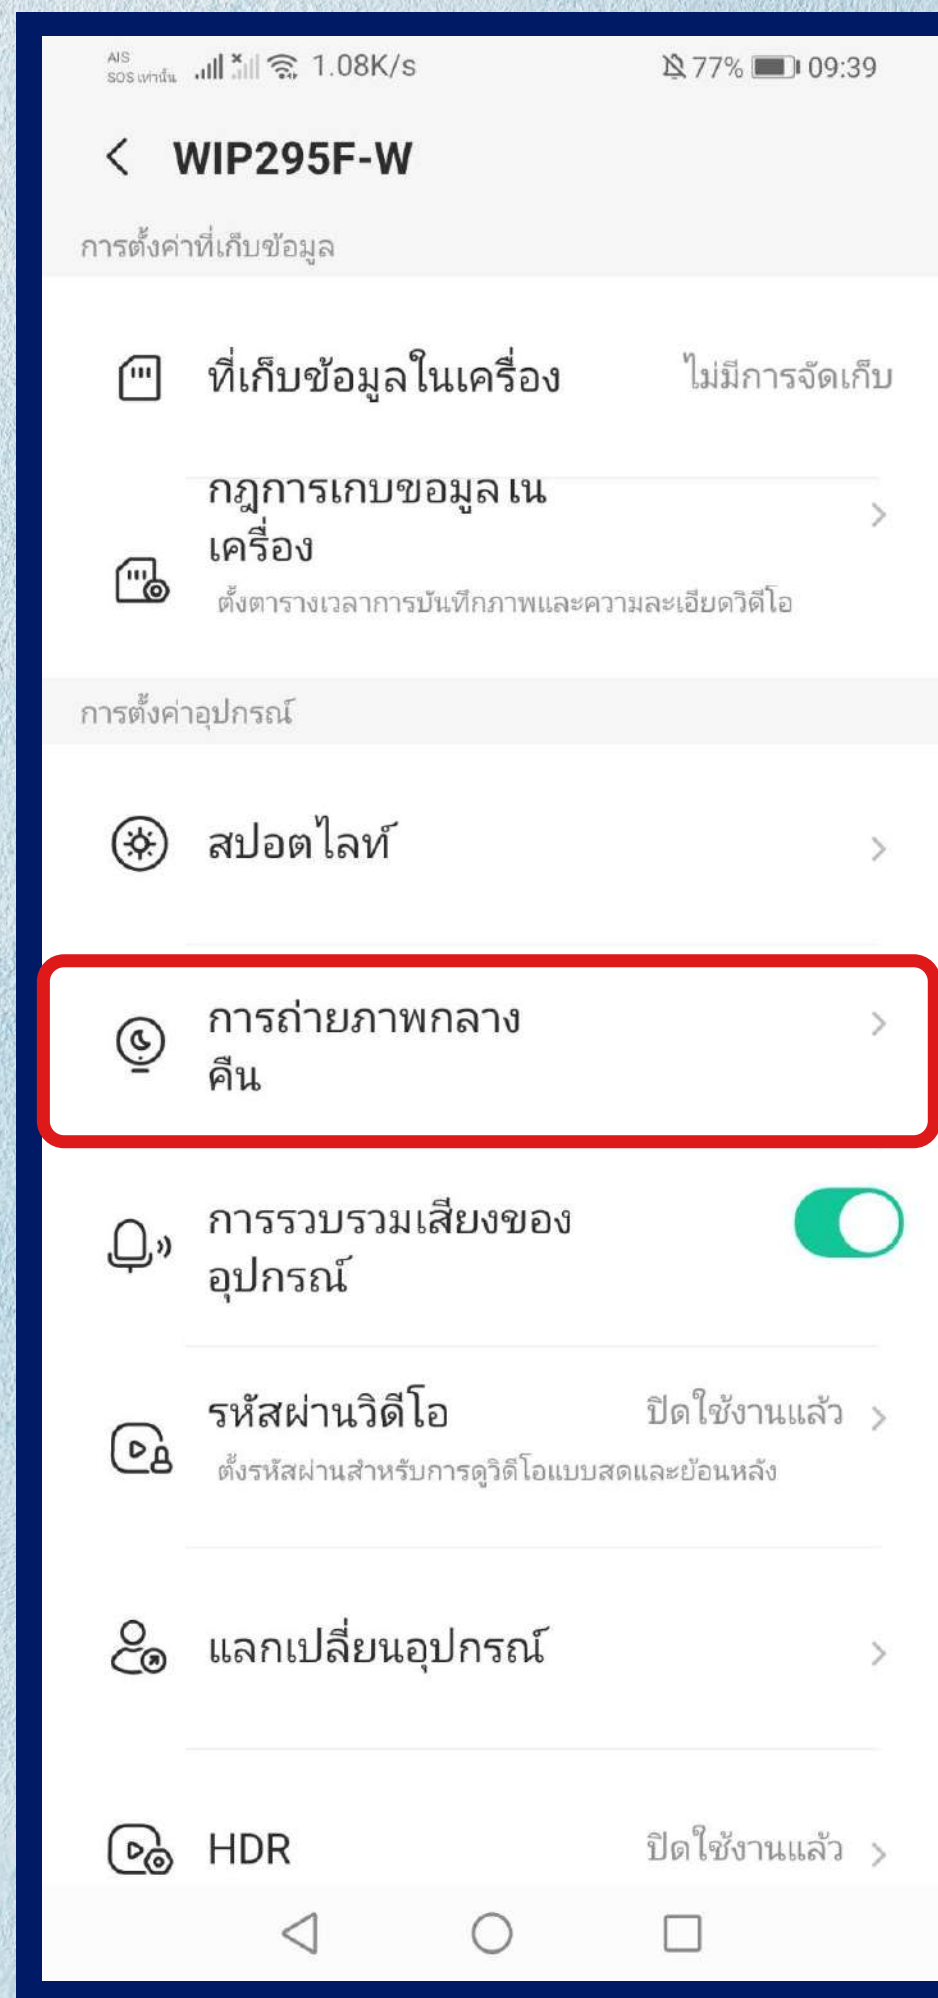 AIS
SOS เท่านั้น 1.08K/s 77% 09:39
WIP295F-W
การตั้งค่าที่เก็บข้อมูล
ที่เก็บข้อมูลในเครื่อง ไม่มีการจัดเก็บ
กฎการเก็บข้อมูลใน
เครื่อง
ตั้งตารางเวลาการบันทึกภาพและความละเอียดวิดีโอ
การตั้งค่าอุปกรณ์
สปอตไลท์
การถ่ายภาพกลาง
คืน
การรวบรวมเสียงของ
อุปกรณ์
รหัสผ่านวิดีโอ ปิดใช้งานแล้ว
ตั้งรหัสผ่านสำหรับการดูวิดีโอแบบสดและย้อนหลัง
แลกเปลี่ยนอุปกรณ์
HDR ปิดใช้งานแล้ว